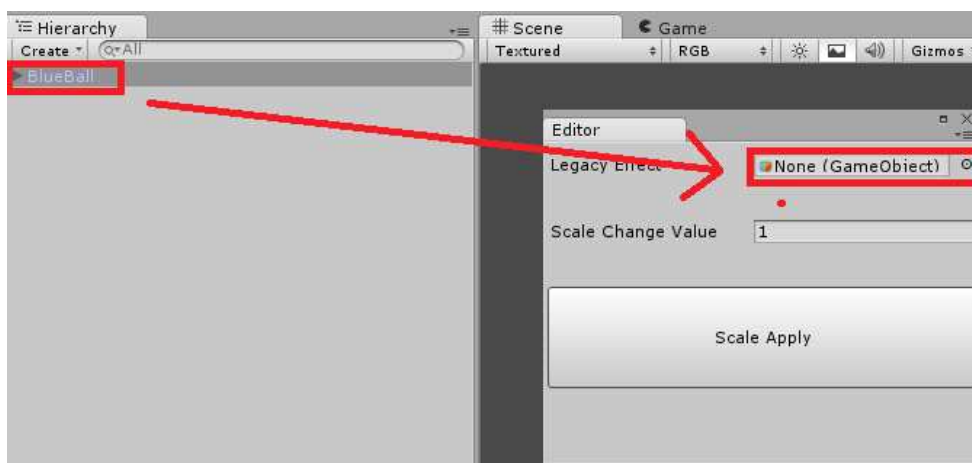 Hierarchy
Create
All
BlueBall
Scene
Game
Textured
RGB
Gizmos
Editor
Legacy Effect
None (GameObject)
Scale Change Value
1
Scale Apply